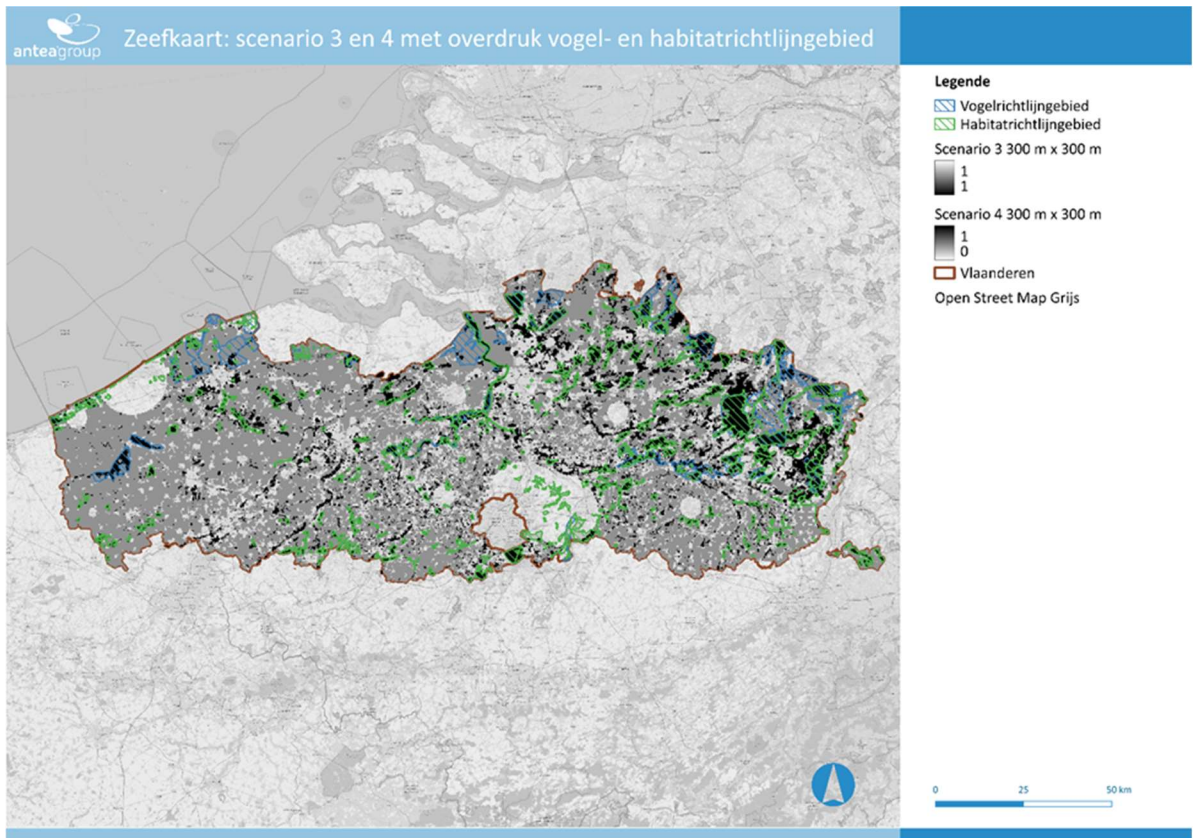 anteagroup
Zeefkaart: scenario 3 en 4 met overdruk vogel- en habitatrichtlijngebied
Legende
Vogelrichtlijngebied
Habitatrichtlijngebied
Scenario 3 300 m x 300 m
1
1
Scenario 4 300 m x 300 m
1
0
Vlaanderen
Open Street Map Grijs
0 25 50 km